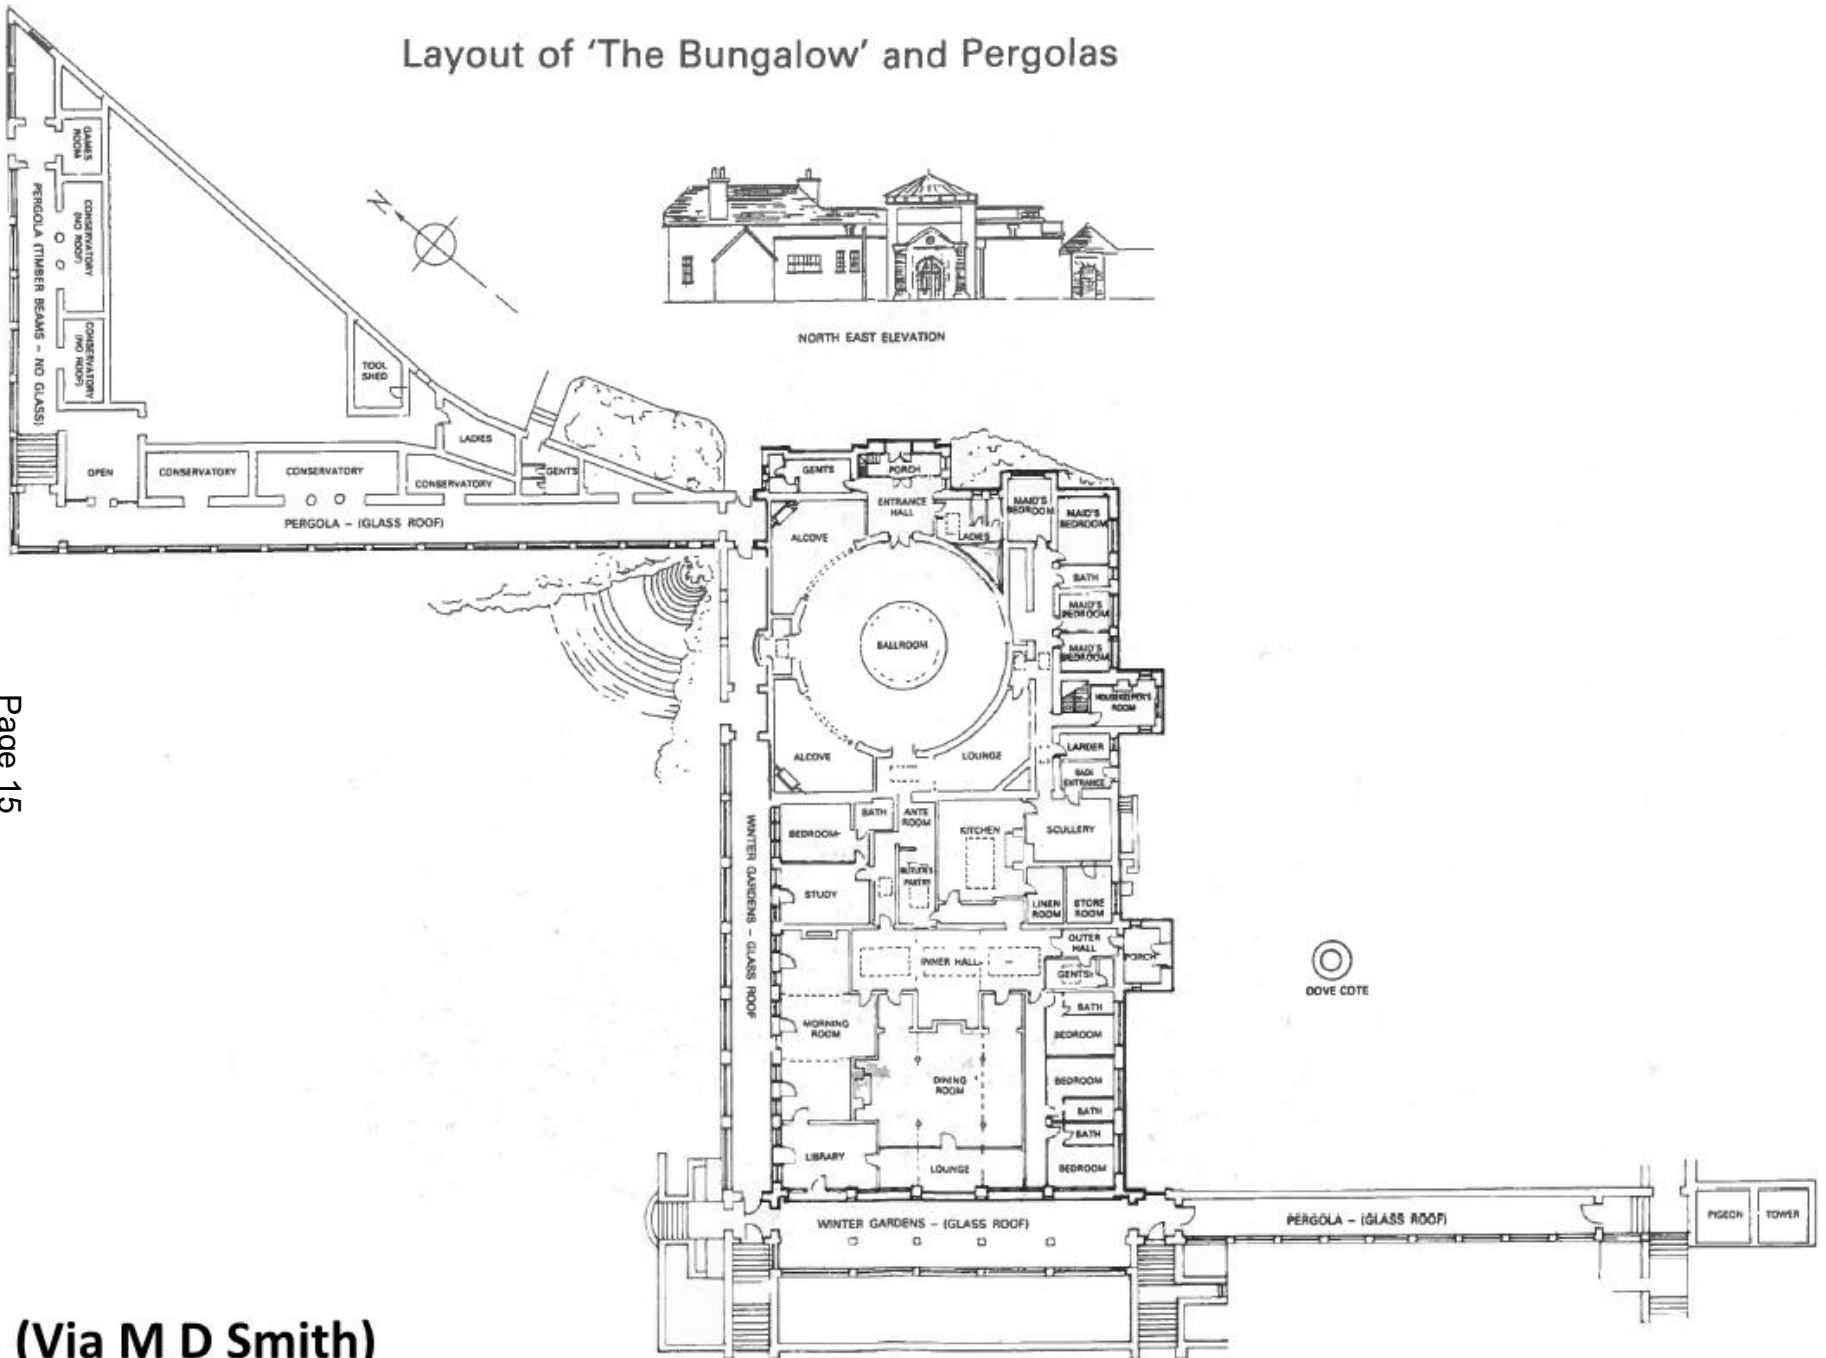 Layout of 'The Bungalow' and Pergolas
N
GAMES
ROOM
CONSERVATORY
(NO ROOF)
CONSERVATORY
(NO ROOF)
PERGOLA (TIMBER BEAMS - NO GLASS)
TOOL
SHED
NORTH EAST ELEVATION
LADIES
GENTS
OPEN
CONSERVATORY
CONSERVATORY
CONSERVATORY
PERGOLA - (GLASS ROOF)
GENTS
PORCH
ENTRANCE
HALL
LADIES
MAID'S
BEDROOM
MAID'S
BEDROOM
ALCOVE
BATH
MAID'S
BEDROOM
BALLROOM
MAID'S
BEDROOM
HOUSEKEEPER'S
ROOM
ALCOVE
LOUNGE
LARDER
BACK
ENTRANCE
BATH
ANTE
ROOM
BEDROOM
KITCHEN
SCULLERY
BUTLER'S
PANTRY
STUDY
LINEN
ROOM
STORE
ROOM
WINTER GARDENS - GLASS ROOF
INNER HALL
OUTER
HALL
PORCH
GENTS
DOVE COTE
BATH
BEDROOM
MORNING
ROOM
DINING
ROOM
BEDROOM
BATH
BATH
BEDROOM
LIBRARY
LOUNGE
WINTER GARDENS - (GLASS ROOF)
PERGOLA - (GLASS ROOF)
PIGEON
TOWER
Page 15
(Via M D Smith)